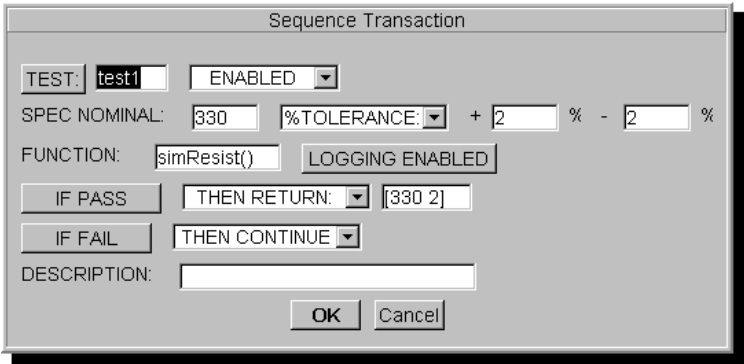 Sequence Transaction
TEST: test1 ENABLED
SPEC NOMINAL: 330 %TOLERANCE: + 2 % - 2 %
FUNCTION: simResist() LOGGING ENABLED
IF PASS THEN RETURN: [330 2]
IF FAIL THEN CONTINUE
DESCRIPTION:
OK Cancel